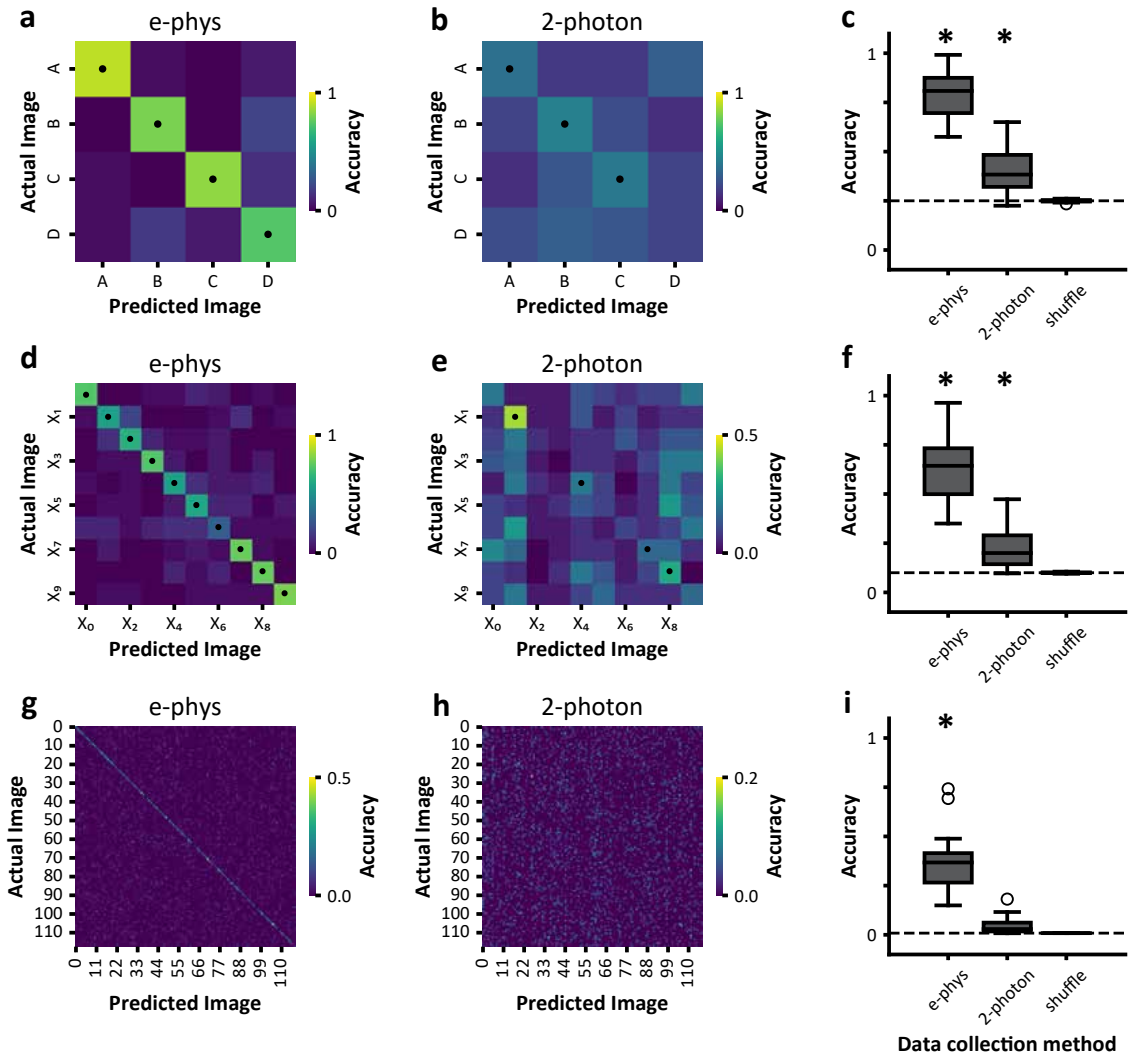 a
e-phys
A
B
C
D
Actual Image
A
B
C
D
Predicted Image
1
0
Accuracy
b
2-photon
A
B
C
D
Actual Image
A
B
C
D
Predicted Image
1
0
Accuracy
c
* *
1
0
Accuracy
e-phys
2-photon
shuffle
d
e-phys
X₁
X₃
X₅
X₇
X₉
Actual Image
X₀
X₂
X₄
X₆
X₈
Predicted Image
1
0
Accuracy
e
2-photon
X₁
X₃
X₅
X₇
X₉
Actual Image
X₀
X₂
X₄
X₆
X₈
Predicted Image
0.5
0.0
Accuracy
f
* *
1
0
Accuracy
e-phys
2-photon
shuffle
g
e-phys
0
10
20
30
40
50
60
70
80
90
100
110
Actual Image
0
11
22
33
44
55
66
77
88
99
110
Predicted Image
0.5
0.0
Accuracy
h
2-photon
0
10
20
30
40
50
60
70
80
90
100
110
Actual Image
0
11
22
33
44
55
66
77
88
99
110
Predicted Image
0.2
0.0
Accuracy
i
*
1
0
Accuracy
e-phys
2-photon
shuffle
Data collection method